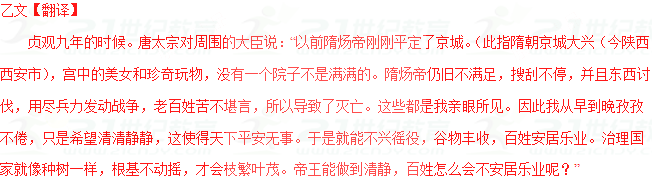 乙文【翻译】
贞观九年的时候。唐太宗对周围的大臣说：“以前隋炀帝刚刚平定了京城。（此指隋朝京城大兴（今陕西
西安市），宫中的美女和珍奇玩物，没有一个院子不是满满的。隋炀帝仍旧不满足，搜刮不停，并且东西讨
伐，用尽兵力发动战争，老百姓苦不堪言，所以导致了灭亡。这些都是我亲眼所见。因此我从早到晚孜孜
不倦，只是希望清清静静，这使得天下平安无事。于是就能不兴徭役，谷物丰收，百姓安居乐业。治理国
家就像种树一样，根基不动摇，才会枝繁叶茂。帝王能做到清静，百姓怎么会不安居乐业呢？”